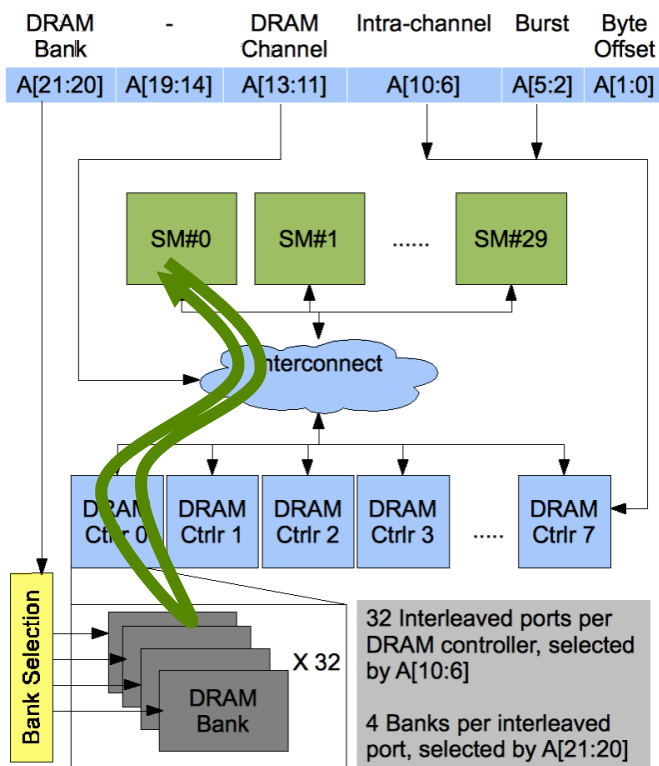 DRAM Bank
-
DRAM Channel
Intra-channel
Burst
Byte Offset
A[21:20]
A[19:14]
A[13:11]
A[10:6]
A[5:2]
A[1:0]
SM#0
SM#1
......
SM#29
Interconnect
DRAM Ctrlr 0
DRAM Ctrlr 1
DRAM Ctrlr 2
DRAM Ctrlr 3
.....
DRAM Ctrlr 7
Bank Selection
X 32
DRAM Bank
32 Interleaved ports per
DRAM controller, selected
by A[10:6]
4 Banks per interleaved
port, selected by A[21:20]